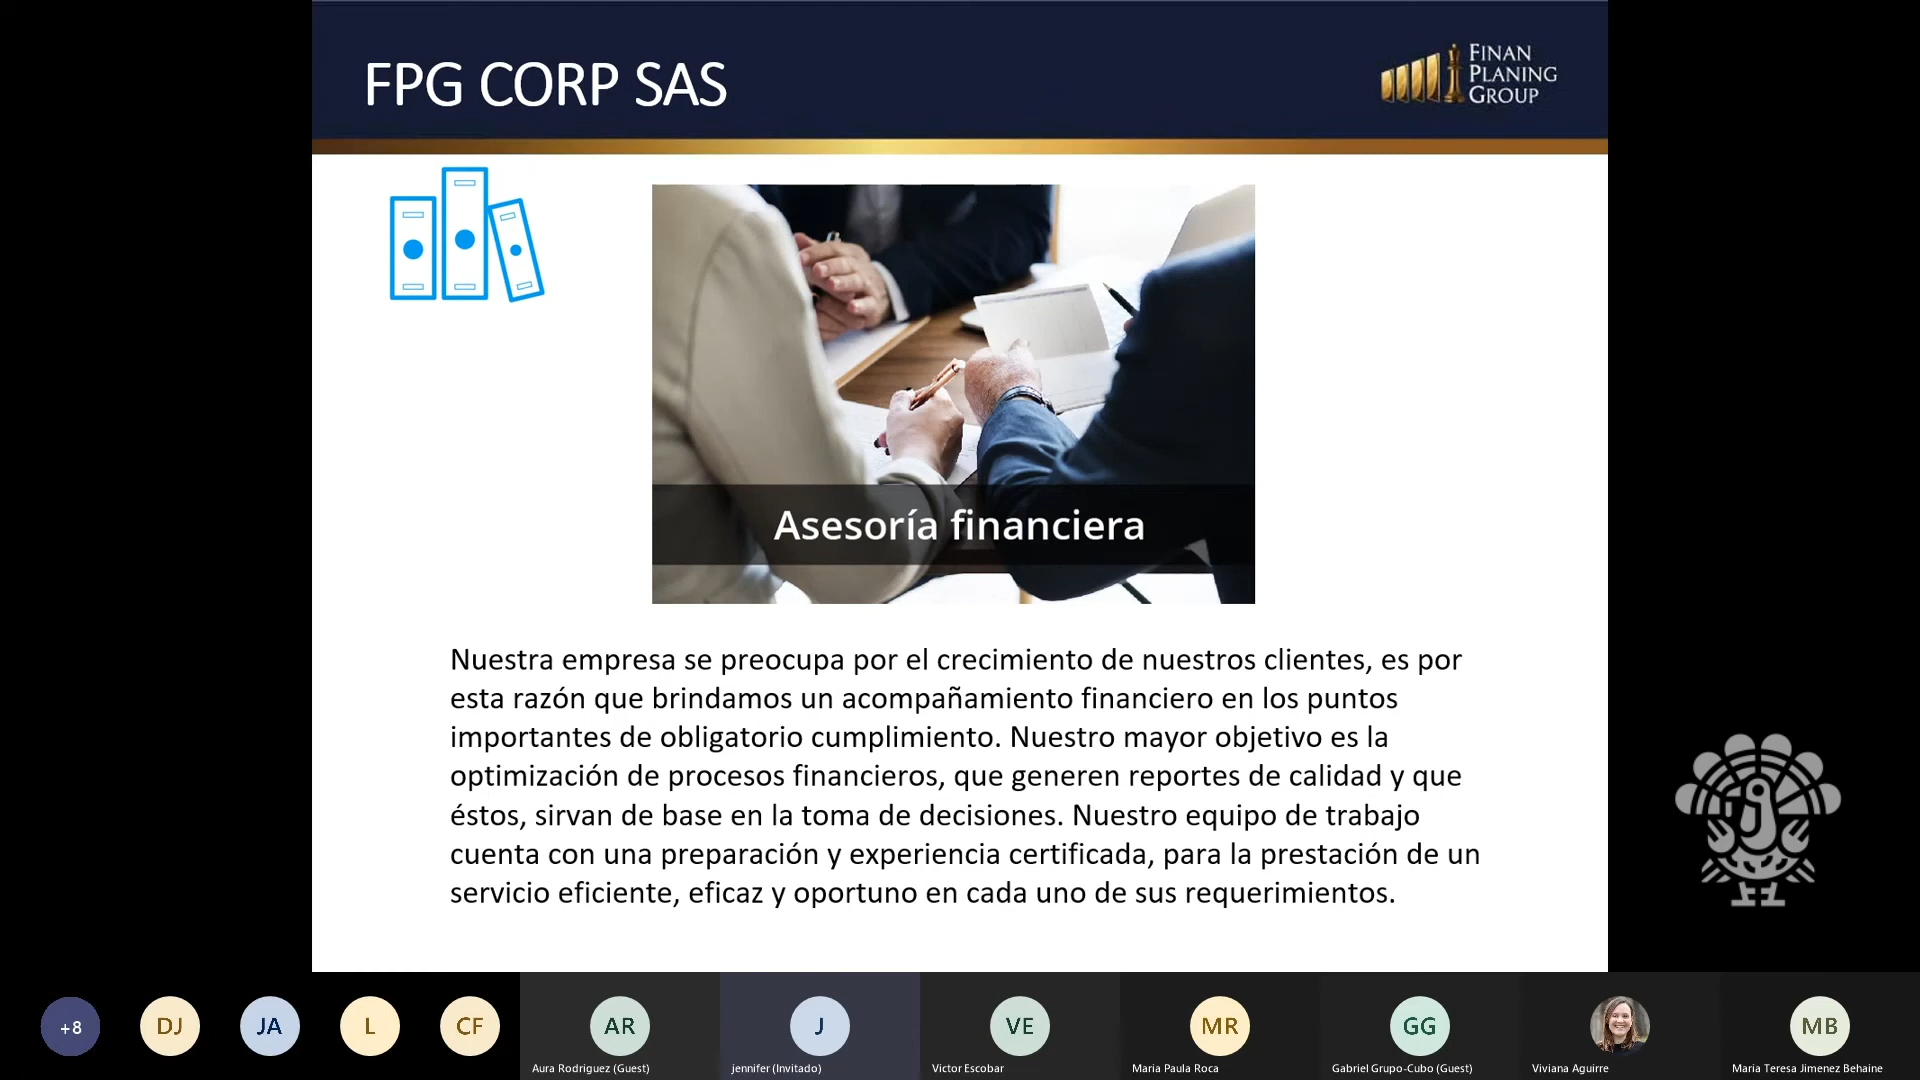 FPG CORP SAS
FINAN
PLANING
GROUP
Asesoría financiera
Nuestra empresa se preocupa por el crecimiento de nuestros clientes, es por
esta razón que brindamos un acompañamiento financiero en los puntos
importantes de obligatorio cumplimiento. Nuestro mayor objetivo es la
optimización de procesos financieros, que generen reportes de calidad y que
éstos, sirvan de base en la toma de decisiones. Nuestro equipo de trabajo
cuenta con una preparación y experiencia certificada, para la prestación de un
servicio eficiente, eficaz y oportuno en cada uno de sus requerimientos.
+8
DJ
JA
L
CF
AR
J
VE
MR
GG
MB
Aura Rodriguez (Guest)
jennifer (Invitado)
Victor Escobar
Maria Paula Roca
Gabriel Grupo-Cubo (Guest)
Viviana Aguirre
Maria Teresa Jimenez Behaine